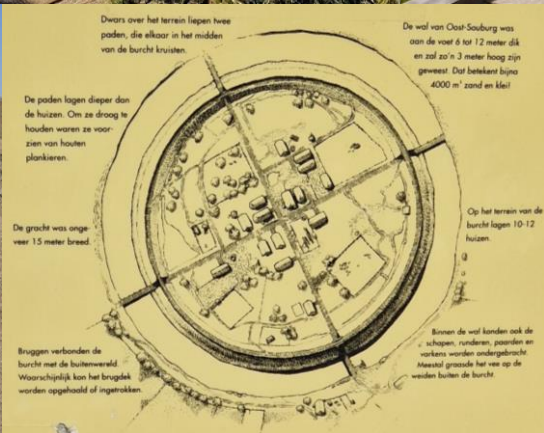 Dwars over het terrein liepen twee
paden, die elkaar in het midden
van de burcht kruisten.
De wal van Oost-Souburg was
aan de voet 6 tot 12 meter dik
en zal zo'n 3 meter hoog zijn
geweest. Dat betekent bijna
4000 m³ zand en klei!
De paden lagen dieper dan
de huizen. Om ze droog te
houden waren ze voor-
zien van houten
plankieren.
De gracht was onge-
veer 15 meter breed.
Op het terrein van de
burcht lagen 10-12
huizen.
Bruggen verbonden de
burcht met de buitenwereld.
Waarschijnlijk kon het brugdek
worden opgehaald of ingetrokken.
Binnen de wal konden ook de
schapen, runderen, paarden en
varkens worden ondergebracht.
Meestal graasde het vee op de
weiden buiten de burcht.